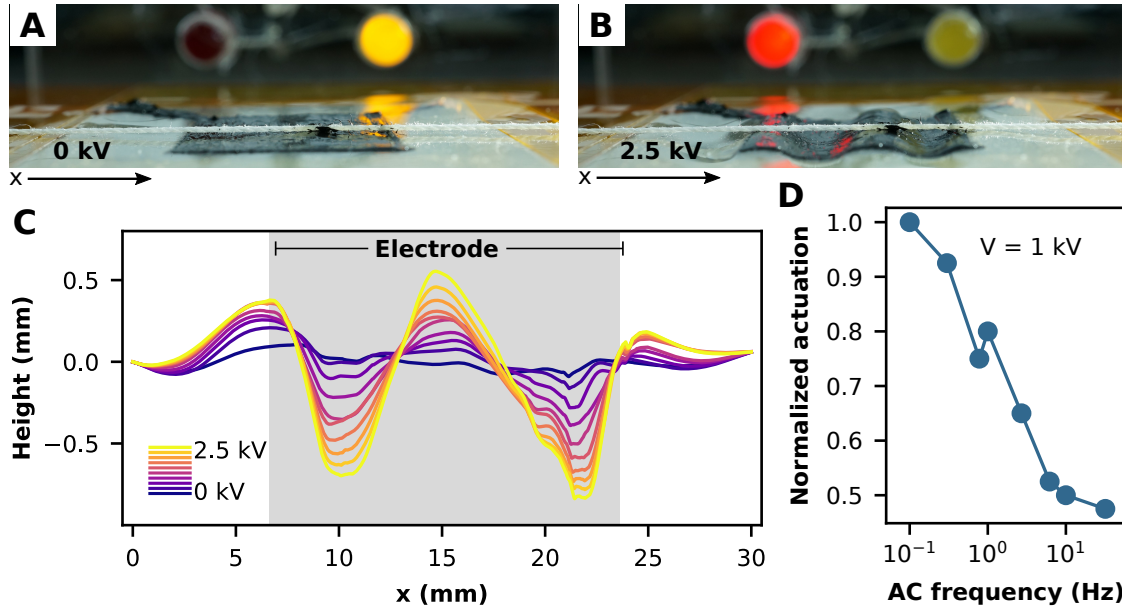 A
0 kV
x
B
2.5 kV
x
C
Electrode
Height (mm)
0.5
0.0
−0.5
2.5 kV
0 kV
0 5 10 15 20 25 30
x (mm)
D
V = 1 kV
Normalized actuation
1.0
0.9
0.8
0.7
0.6
0.5
10⁻¹ 10⁰ 10¹
AC frequency (Hz)